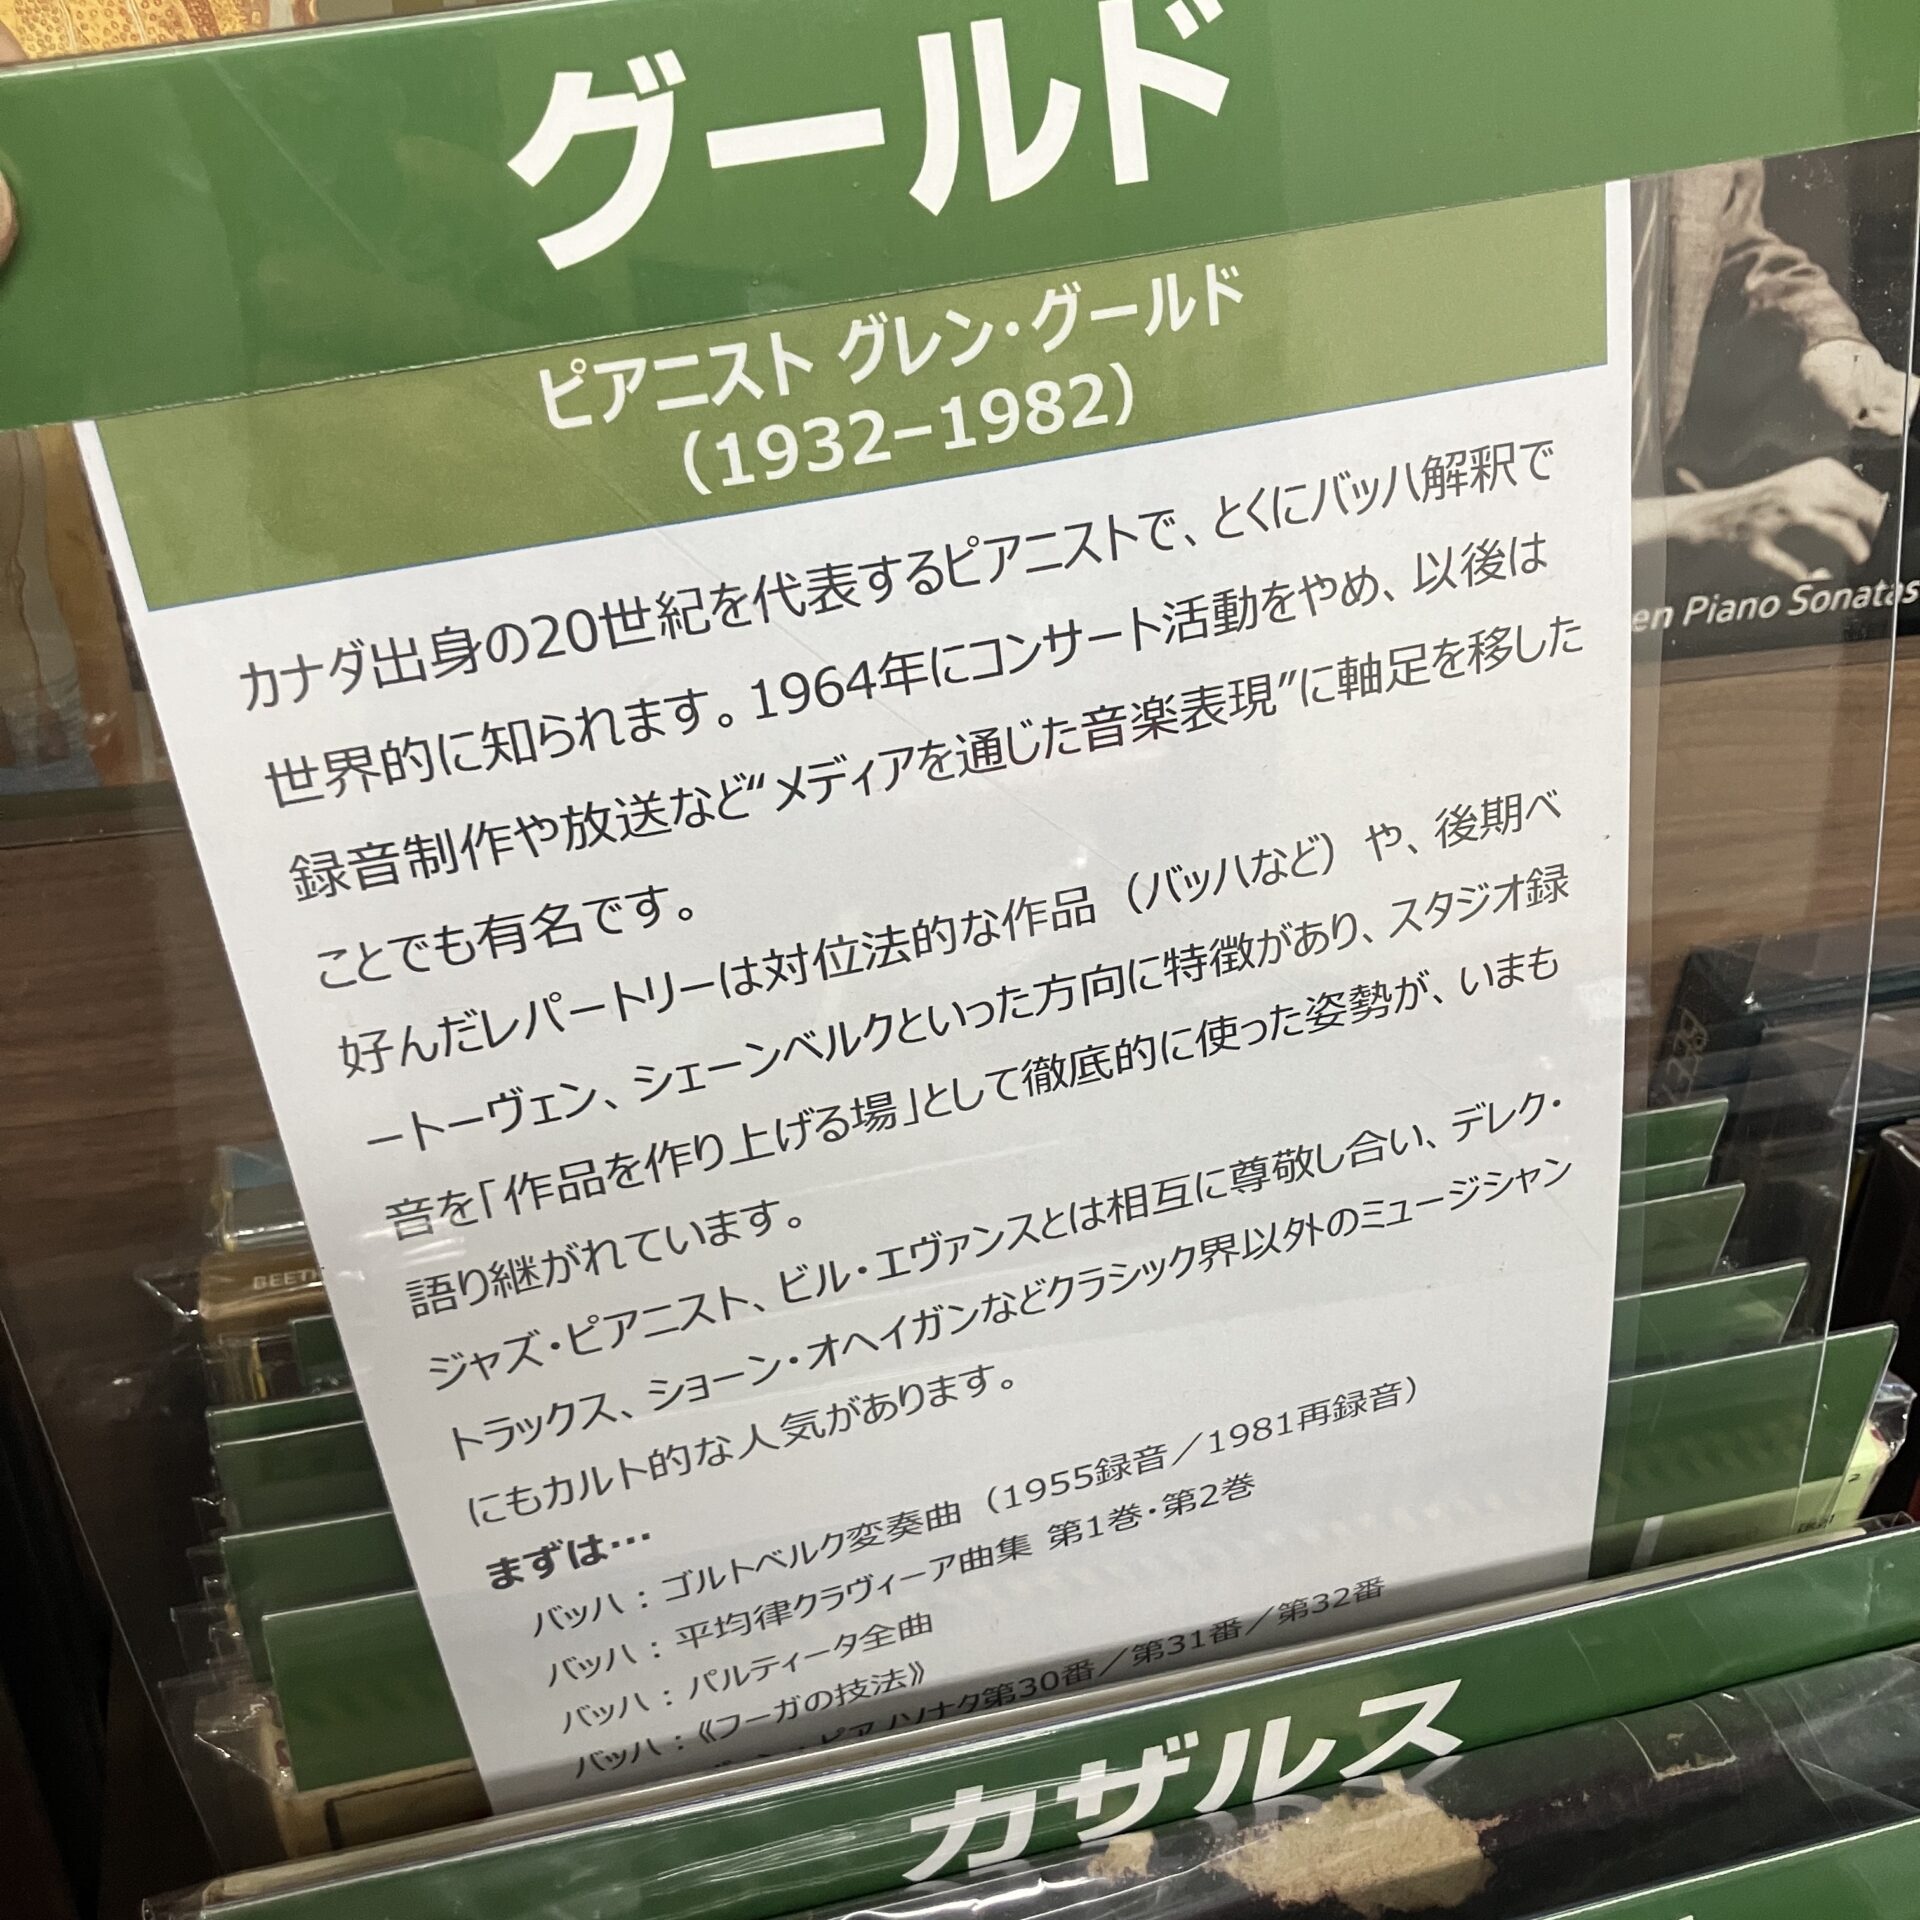 グールド
ピアニスト グレン・グールド
(1932–1982)
カナダ出身の20世紀を代表するピアニストで、とくにバッハ解釈で
世界的に知られます。1964年にコンサート活動をやめ、以後は
録音制作や放送など“メディアを通じた音楽表現”に軸足を移した
ことでも有名です。
好んだレパートリーは対位法的な作品（バッハなど）や、後期ベ
ートーヴェン、シェーンベルクといった方向に特徴があり、スタジオ録
音を「作品を作り上げる場」として徹底的に使った姿勢が、いまも
語り継がれています。
ジャズ・ピアニスト、ビル・エヴァンスとは相互に尊敬し合い、デレク・
トラックス、ショーン・オヘイガンなどクラシック界以外のミュージシャン
にもカルト的な人気があります。
まずは…
バッハ：ゴルトベルク変奏曲（1955録音／1981再録音）
バッハ：平均律クラヴィーア曲集 第1巻・第2巻
バッハ：パルティータ全曲
バッハ：《フーガの技法》
ピアノソナタ第30番／第31番／第32番
カザルス
en Piano Sonatas
BEETH